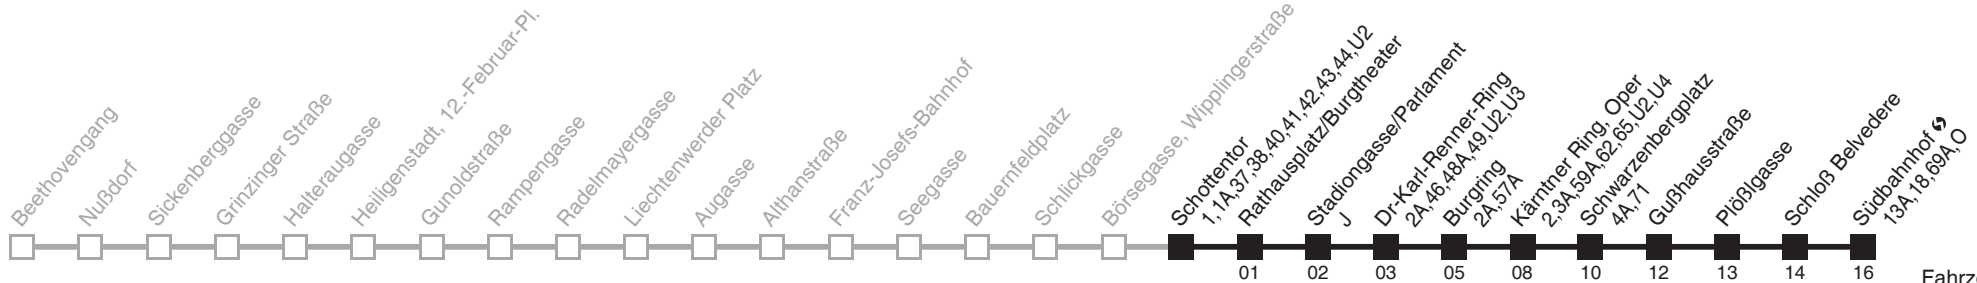 Beethovengang
Nußdorf
Sickenberggasse
Grinzinger Straße
Halteraugasse
Heiligenstadt, 12.-Februar-Pl.
Gunoldstraße
Rampengasse
Radelmayergasse
Liechtenwerder Platz
Augasse
Althanstraße
Franz-Josefs-Bahnhof
Seegasse
Bauernfeldplatz
Schlickgasse
Börsegasse, Wipplingerstraße
Schottentor
1,1A,37,38,40,41,42,43,44,U2
Rathausplatz/Burgtheater
Stadiongasse/Parlament
J
Dr-Karl-Renner-Ring
2A,46,48A,49,U2,U3
Burgring
2A,57A
Kärntner Ring, Oper
2,3A,59A,62,65,U2,U4
Schwarzenbergplatz
4A,71
Gußhausstraße
Plößlgasse
Schloß Belvedere
Südbahnhof
13A,18,69A,O
01 02 03 05 08 10 12 13 14 16